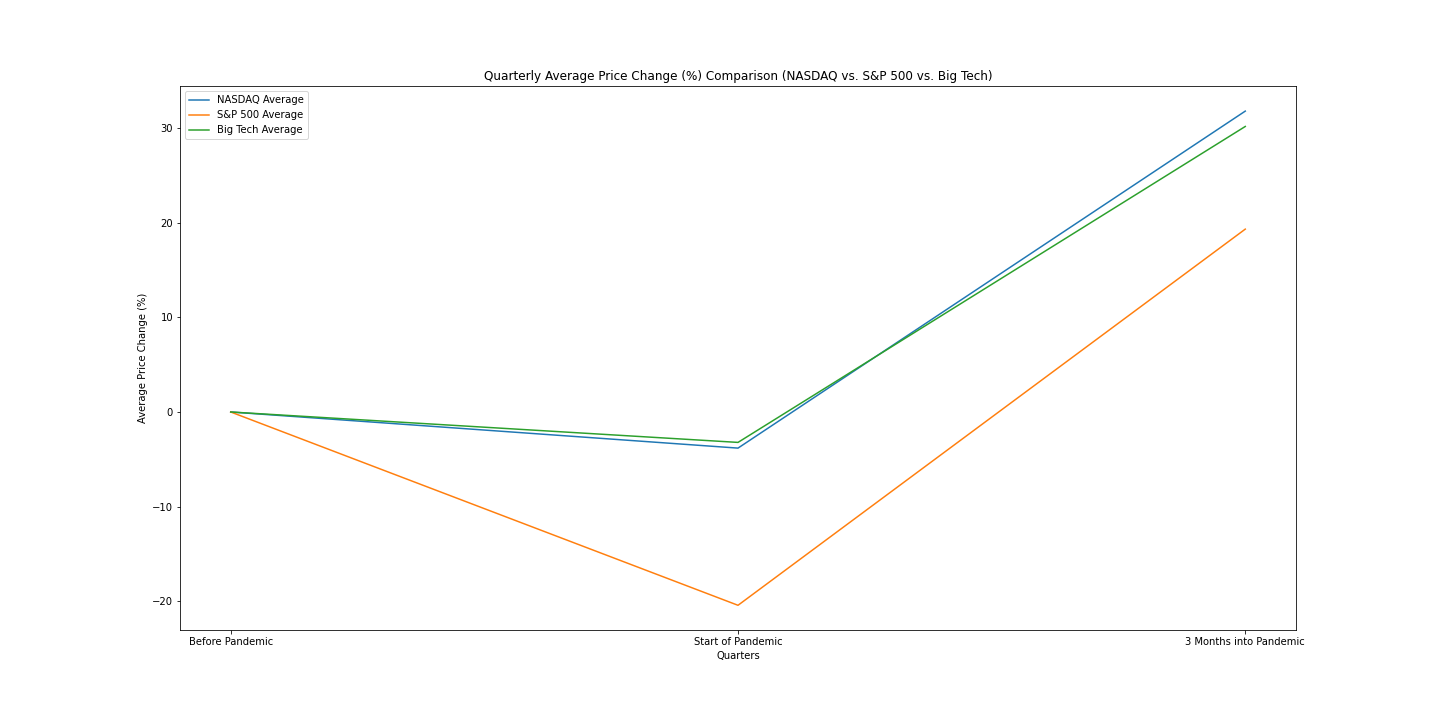 Quarterly Average Price Change (%) Comparison (NASDAQ vs. S&P 500 vs. Big Tech)
NASDAQ Average
S&P 500 Average
Big Tech Average
Average Price Change (%)
30
20
10
0
−10
−20
Before Pandemic
Start of Pandemic
3 Months into Pandemic
Quarters